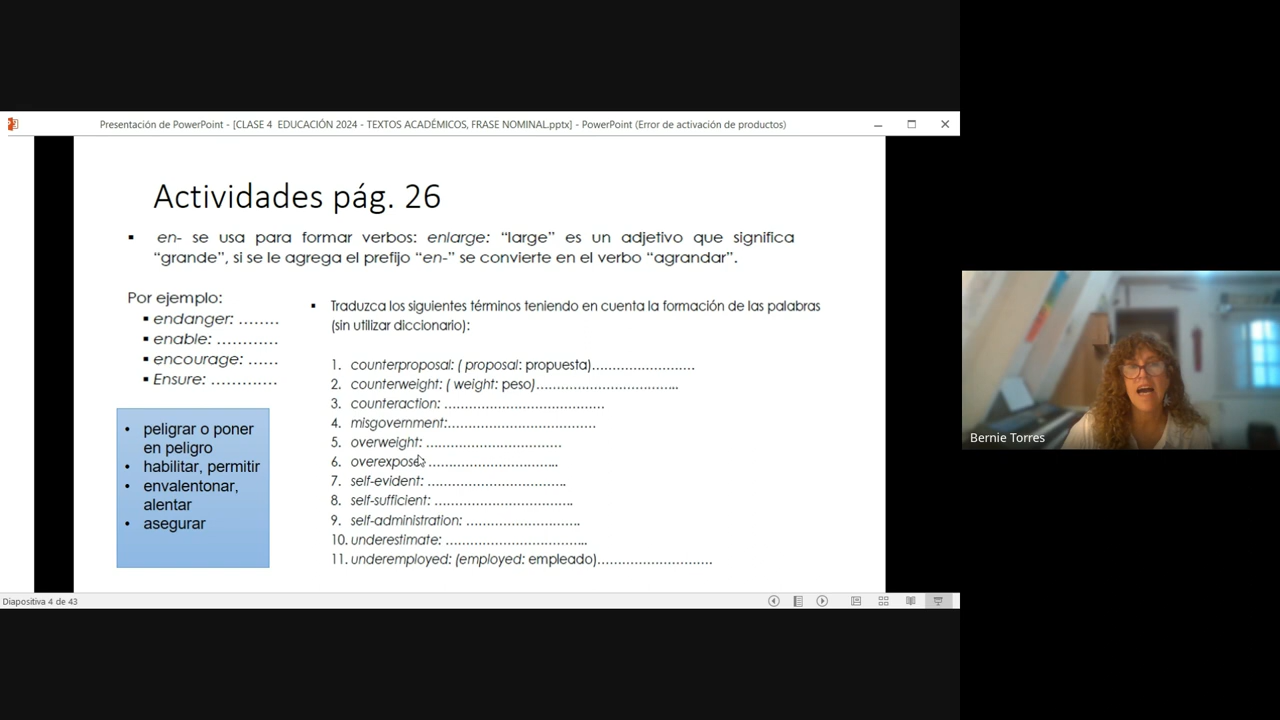 Presentación de PowerPoint - [CLASE 4 EDUCACIÓN 2024 - TEXTOS ACADÉMICOS, FRASE NOMINAL.pptx] - PowerPoint (Error de activación de productos)
Actividades pág. 26
▪ en- se usa para formar verbos: enlarge: “large” es un adjetivo que significa
“grande”, si se le agrega el prefijo “en-” se convierte en el verbo “agrandar”.
Por ejemplo:
▪ endanger: ........
▪ enable: ............
▪ encourage: ......
▪ Ensure: .............
• peligrar o poner
en peligro
• habilitar, permitir
• envalentonar,
alentar
• asegurar
▪ Traduzca los siguientes términos teniendo en cuenta la formación de las palabras
(sin utilizar diccionario):
1. counterproposal: ( proposal: propuesta).........................
2. counterweight: ( weight: peso)...................................
3. counteraction: .......................................
4. misgovernment:....................................
5. overweight: .................................
6. overexpose: ...............................
7. self-evident: .................................
8. self-sufficient: .................................
9. self-administration: ...........................
10. underestimate: ..................................
11. underemployed: (employed: empleado)............................
Bernie Torres
Diapositiva 4 de 43